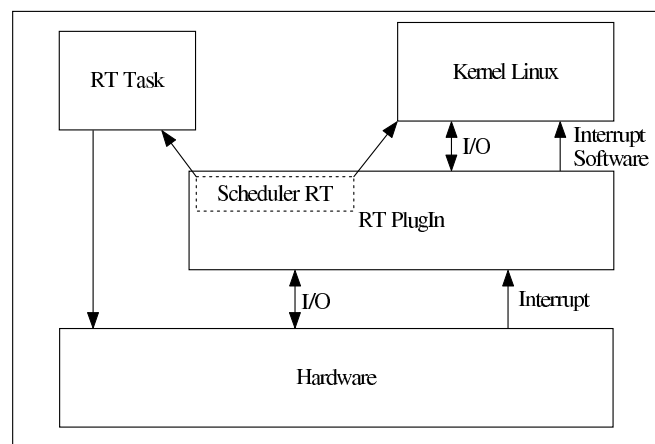 RT Task
Kernel Linux
I/O
Interrupt
Software
Scheduler RT
RT PlugIn
I/O
Interrupt
Hardware